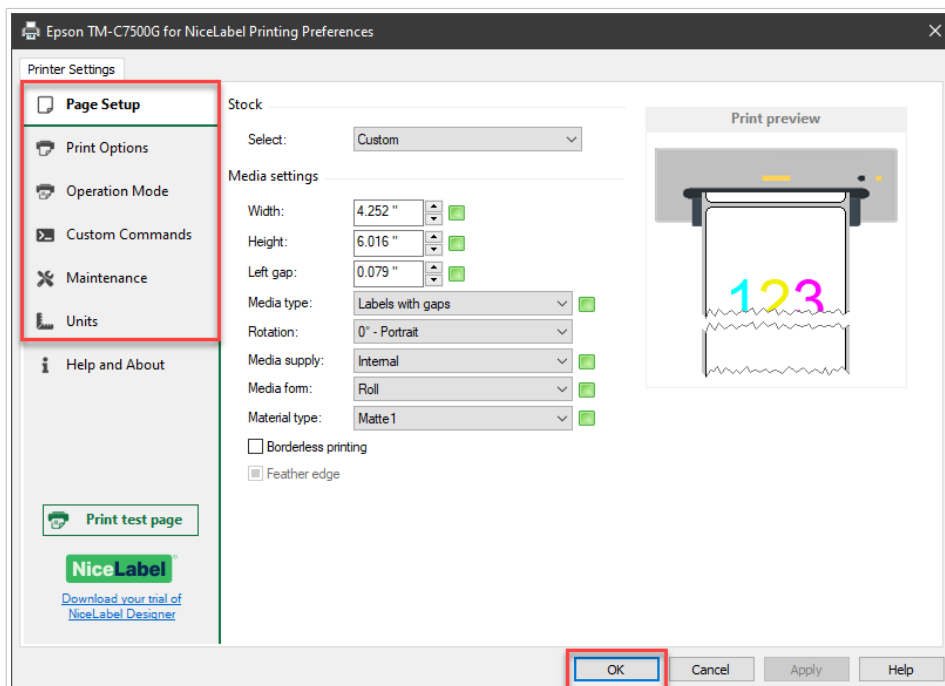 Epson TM-C7500G for NiceLabel Printing Preferences
Printer Settings
Page Setup
Print Options
Operation Mode
Custom Commands
Maintenance
Units
Help and About
Print test page
NiceLabel®
Download your trial of
NiceLabel Designer
Stock
Select: Custom
Media settings
Width: 4.252 "
Height: 6.016 "
Left gap: 0.079 "
Media type: Labels with gaps
Rotation: 0° - Portrait
Media supply: Internal
Media form: Roll
Material type: Matte1
Borderless printing
Feather edge
Print preview
123
OK Cancel Apply Help